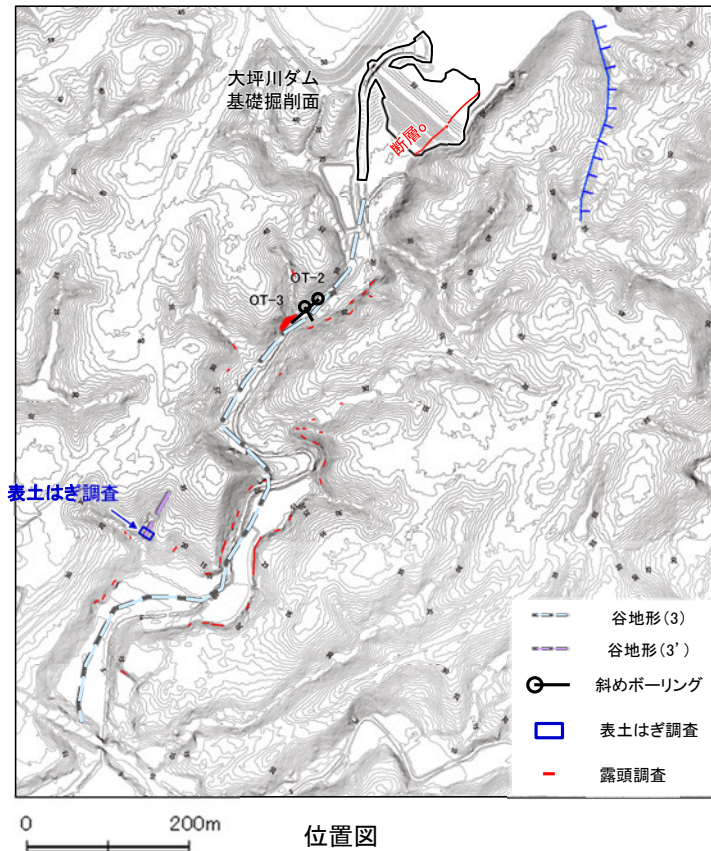 大坪川ダム
基礎掘削面
断層。
OT-2
OT-3
表土はぎ調査
谷地形(3)
谷地形(3')
斜めボーリング
表土はぎ調査
露頭調査
0 200m
位置図